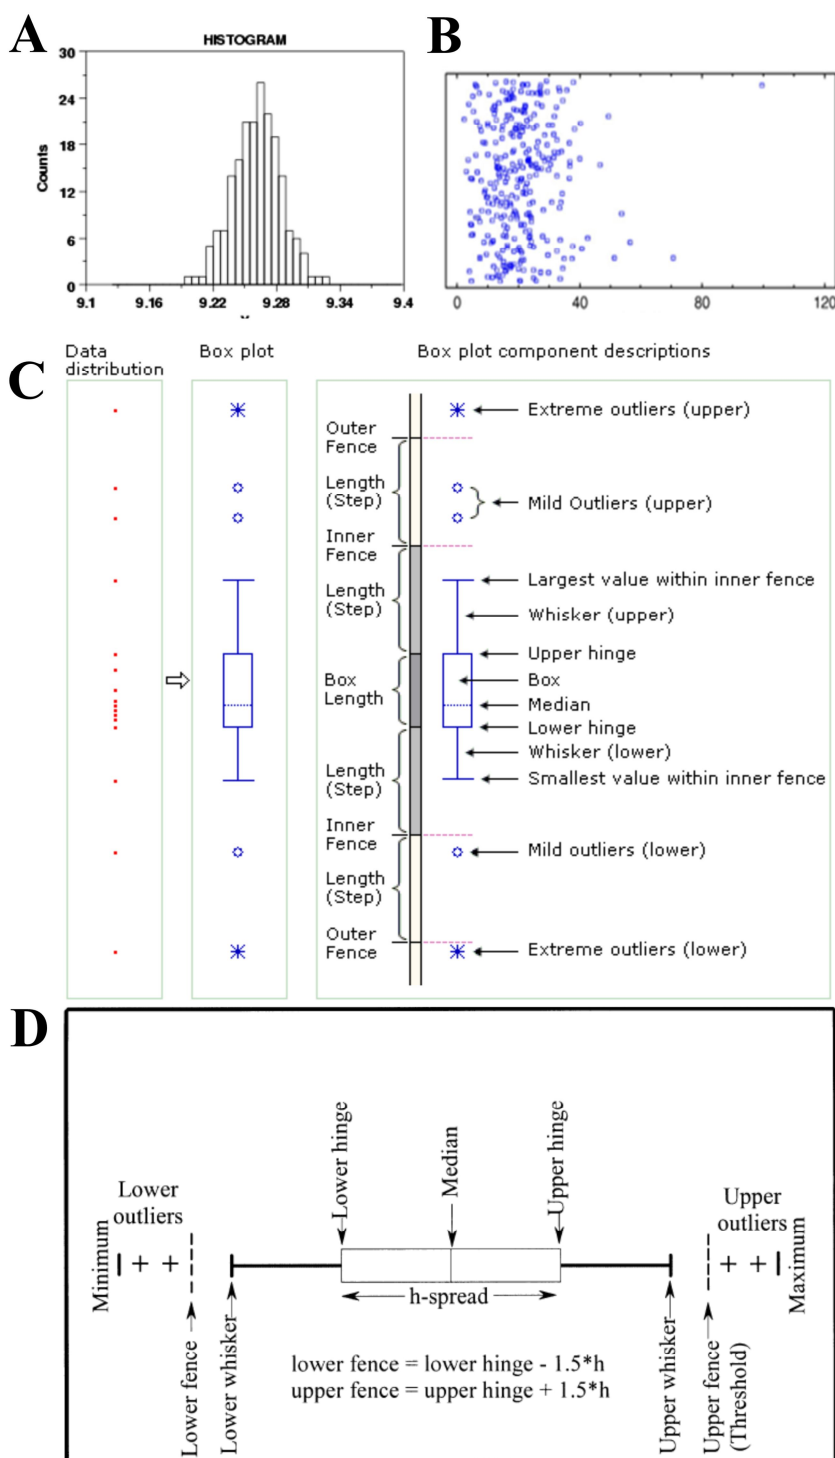 A
HISTOGRAM
Counts
30
24
18
12
6
0
9.1
9.16
9.22
9.28
9.34
9.4
B
0
40
80
120
C
Data
distribution
Box plot
Box plot component descriptions
Outer
Fence
Length
(Step)
Inner
Fence
Length
(Step)
Box
Length
Length
(Step)
Inner
Fence
Length
(Step)
Outer
Fence
Extreme outliers (upper)
Mild Outliers (upper)
Largest value within inner fence
Whisker (upper)
Upper hinge
Box
Median
Lower hinge
Whisker (lower)
Smallest value within inner fence
Mild outliers (lower)
Extreme outliers (lower)
D
Minimum
Lower
outliers
Lower fence
Lower whisker
Lower hinge
Median
Upper hinge
h-spread
lower fence = lower hinge - 1.5*h
upper fence = upper hinge + 1.5*h
Upper whisker
Upper fence
(Threshold)
Upper
outliers
Maximum